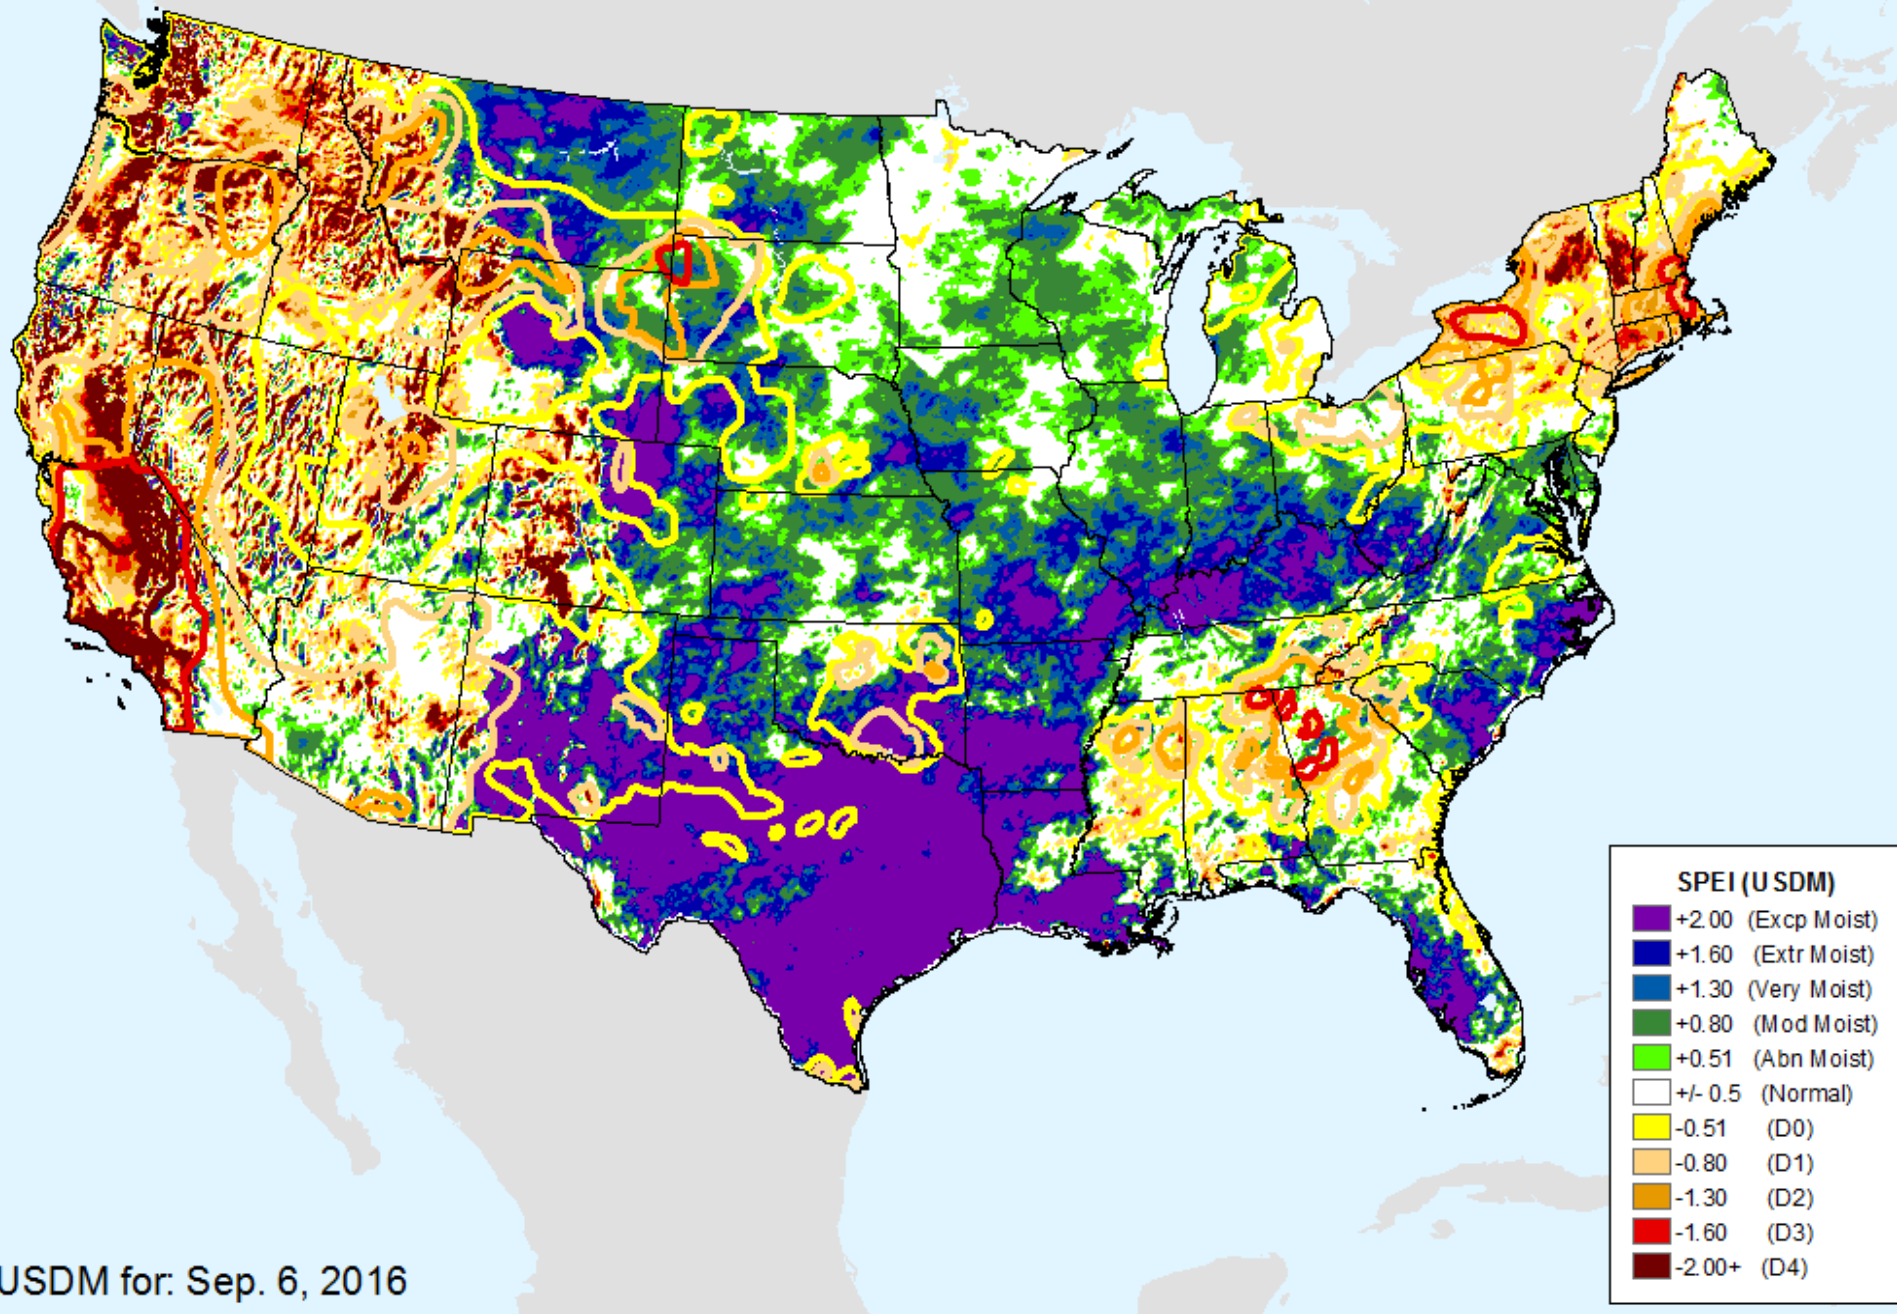 SPEI (USDM)
+2.00 (Excp Moist)
+1.60 (Extr Moist)
+1.30 (Very Moist)
+0.80 (Mod Moist)
+0.51 (Abn Moist)
+/- 0.5 (Normal)
-0.51 (D0)
-0.80 (D1)
-1.30 (D2)
-1.60 (D3)
-2.00+ (D4)
USDM for: Sep. 6, 2016